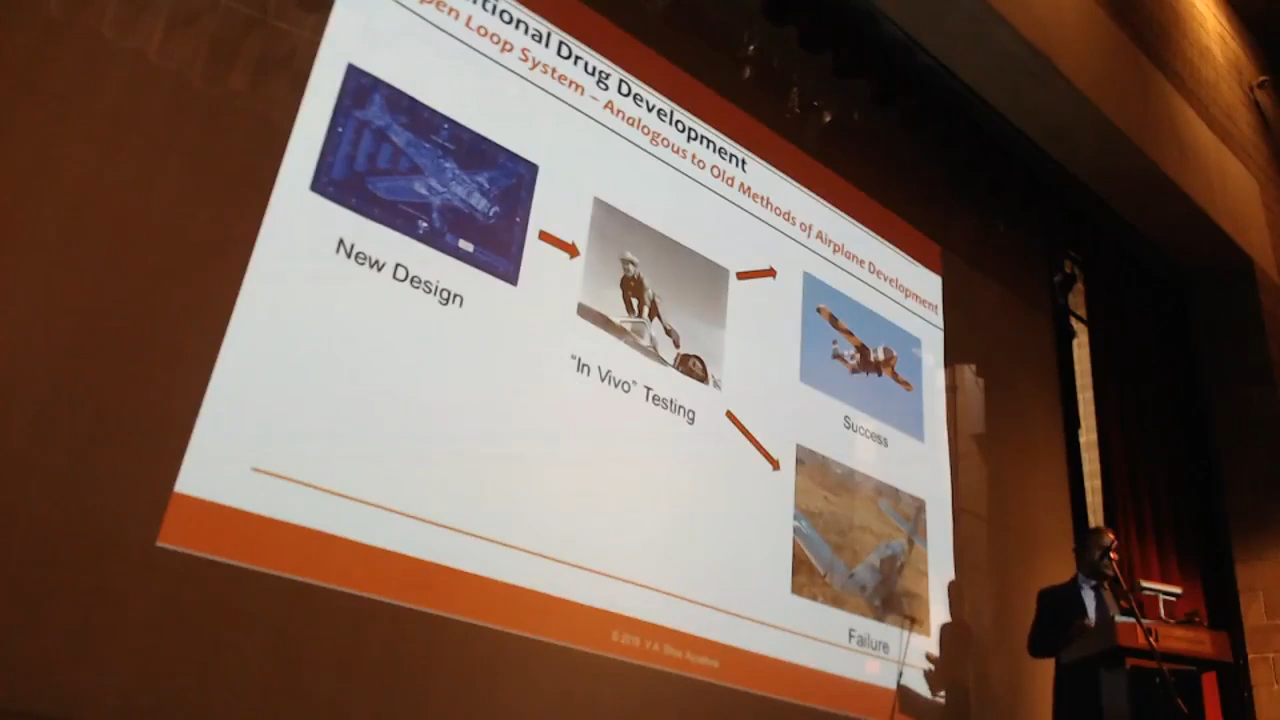 itional Drug Development
pen Loop System – Analogous to Old Methods of Airplane Development
New Design
"In Vivo" Testing
Success
Failure